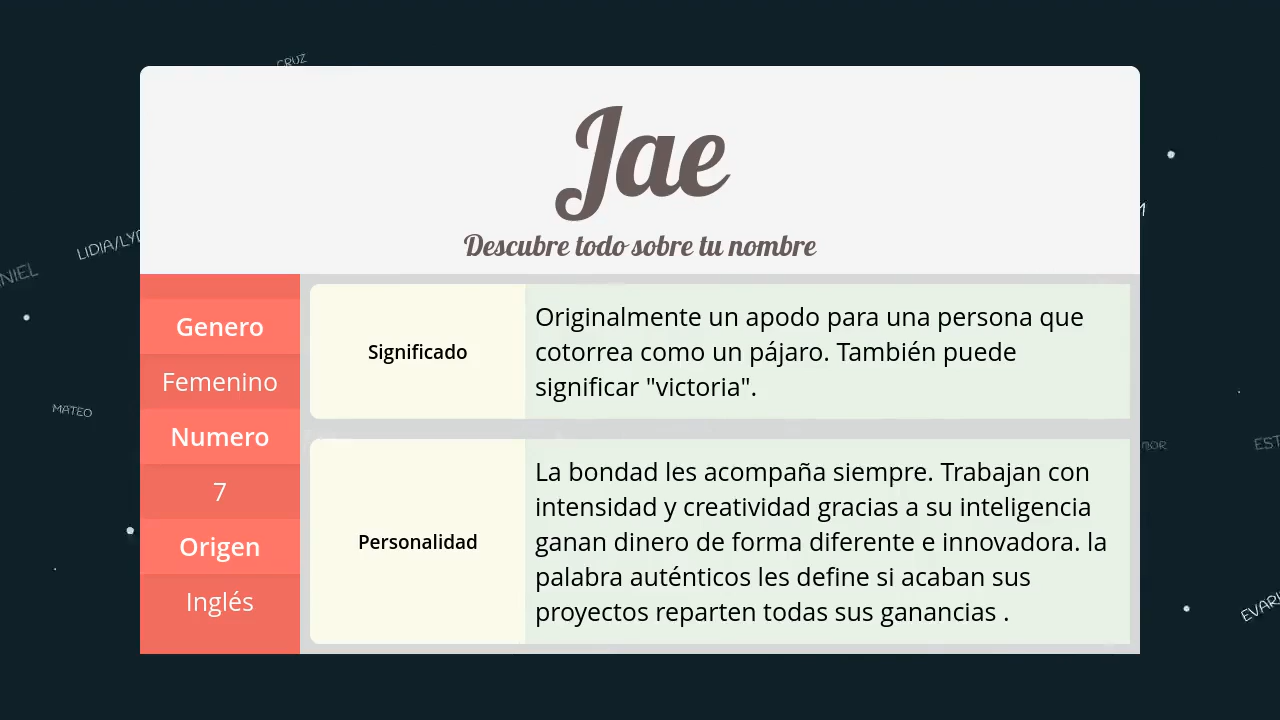 CRUZ
Jae
LIDIA/LYD
Descubre todo sobre tu nombre
NIEL
Genero
Femenino
Numero
7
Origen
Inglés
Significado
Originalmente un apodo para una persona que
cotorrea como un pájaro. También puede
significar "victoria".
Personalidad
La bondad les acompaña siempre. Trabajan con
intensidad y creatividad gracias a su inteligencia
ganan dinero de forma diferente e innovadora. la
palabra auténticos les define si acaban sus
proyectos reparten todas sus ganancias .
MATEO
EST
EVARI